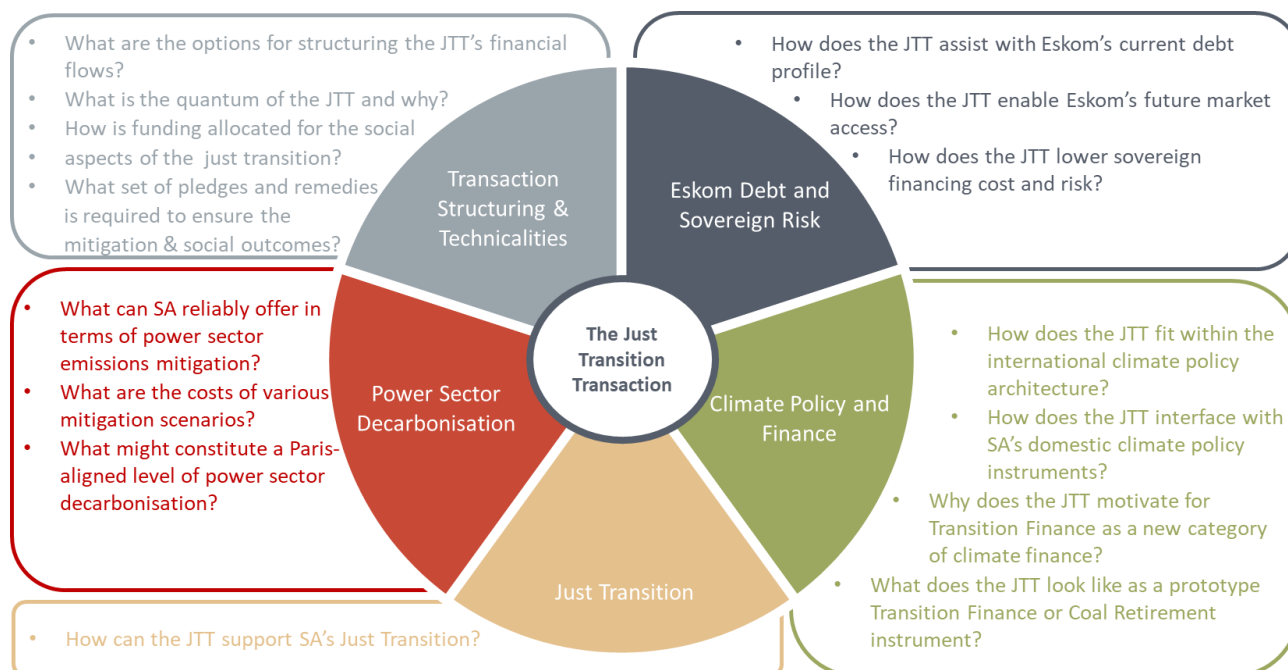 • What are the options for structuring the JTT's financial
flows?
• What is the quantum of the JTT and why?
• How is funding allocated for the social
• aspects of the just transition?
• What set of pledges and remedies
is required to ensure the
mitigation & social outcomes?
• How does the JTT assist with Eskom's current debt
profile?
• How does the JTT enable Eskom's future market
access?
• How does the JTT lower sovereign
financing cost and risk?
Transaction
Structuring &
Technicalities
Eskom Debt and
Sovereign Risk
• What can SA reliably offer in
terms of power sector
emissions mitigation?
• What are the costs of various
mitigation scenarios?
• What might constitute a Paris-
aligned level of power sector
decarbonisation?
Power Sector
Decarbonisation
The Just
Transition
Transaction
Climate Policy and
Finance
• How does the JTT fit within the
international climate policy
architecture?
• How does the JTT interface with
SA's domestic climate policy
instruments?
• Why does the JTT motivate for
Transition Finance as a new category
of climate finance?
• What does the JTT look like as a prototype
Transition Finance or Coal Retirement
instrument?
Just Transition
• How can the JTT support SA's Just Transition?